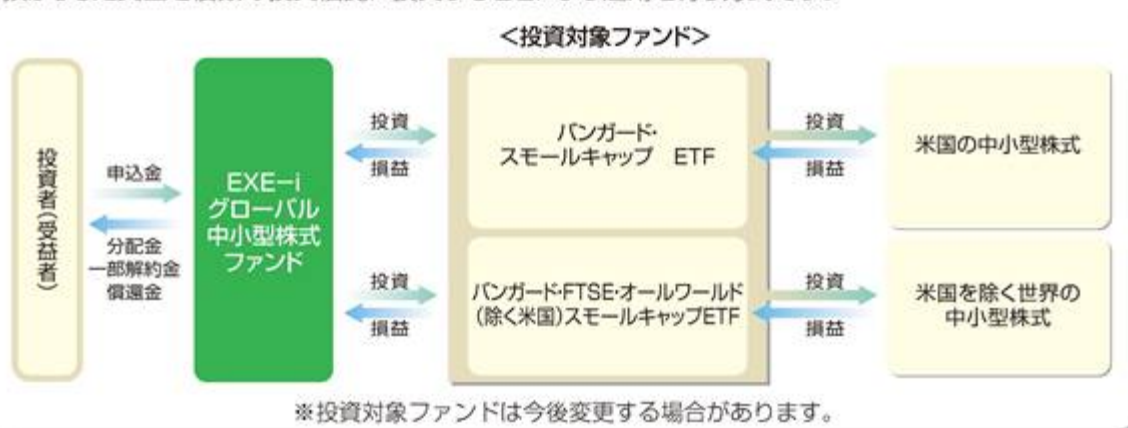 <投資対象ファンド>
投資者(受益者)
申込金
分配金
一部解約金
償還金
EXE-i
グローバル
中小型株式
ファンド
投資
損益
バンガード・
スモールキャップ ETF
投資
損益
米国の中小型株式
投資
損益
バンガード・FTSE・オールワールド
(除く米国)スモールキャップETF
投資
損益
米国を除く世界の
中小型株式
※投資対象ファンドは今後変更する場合があります。